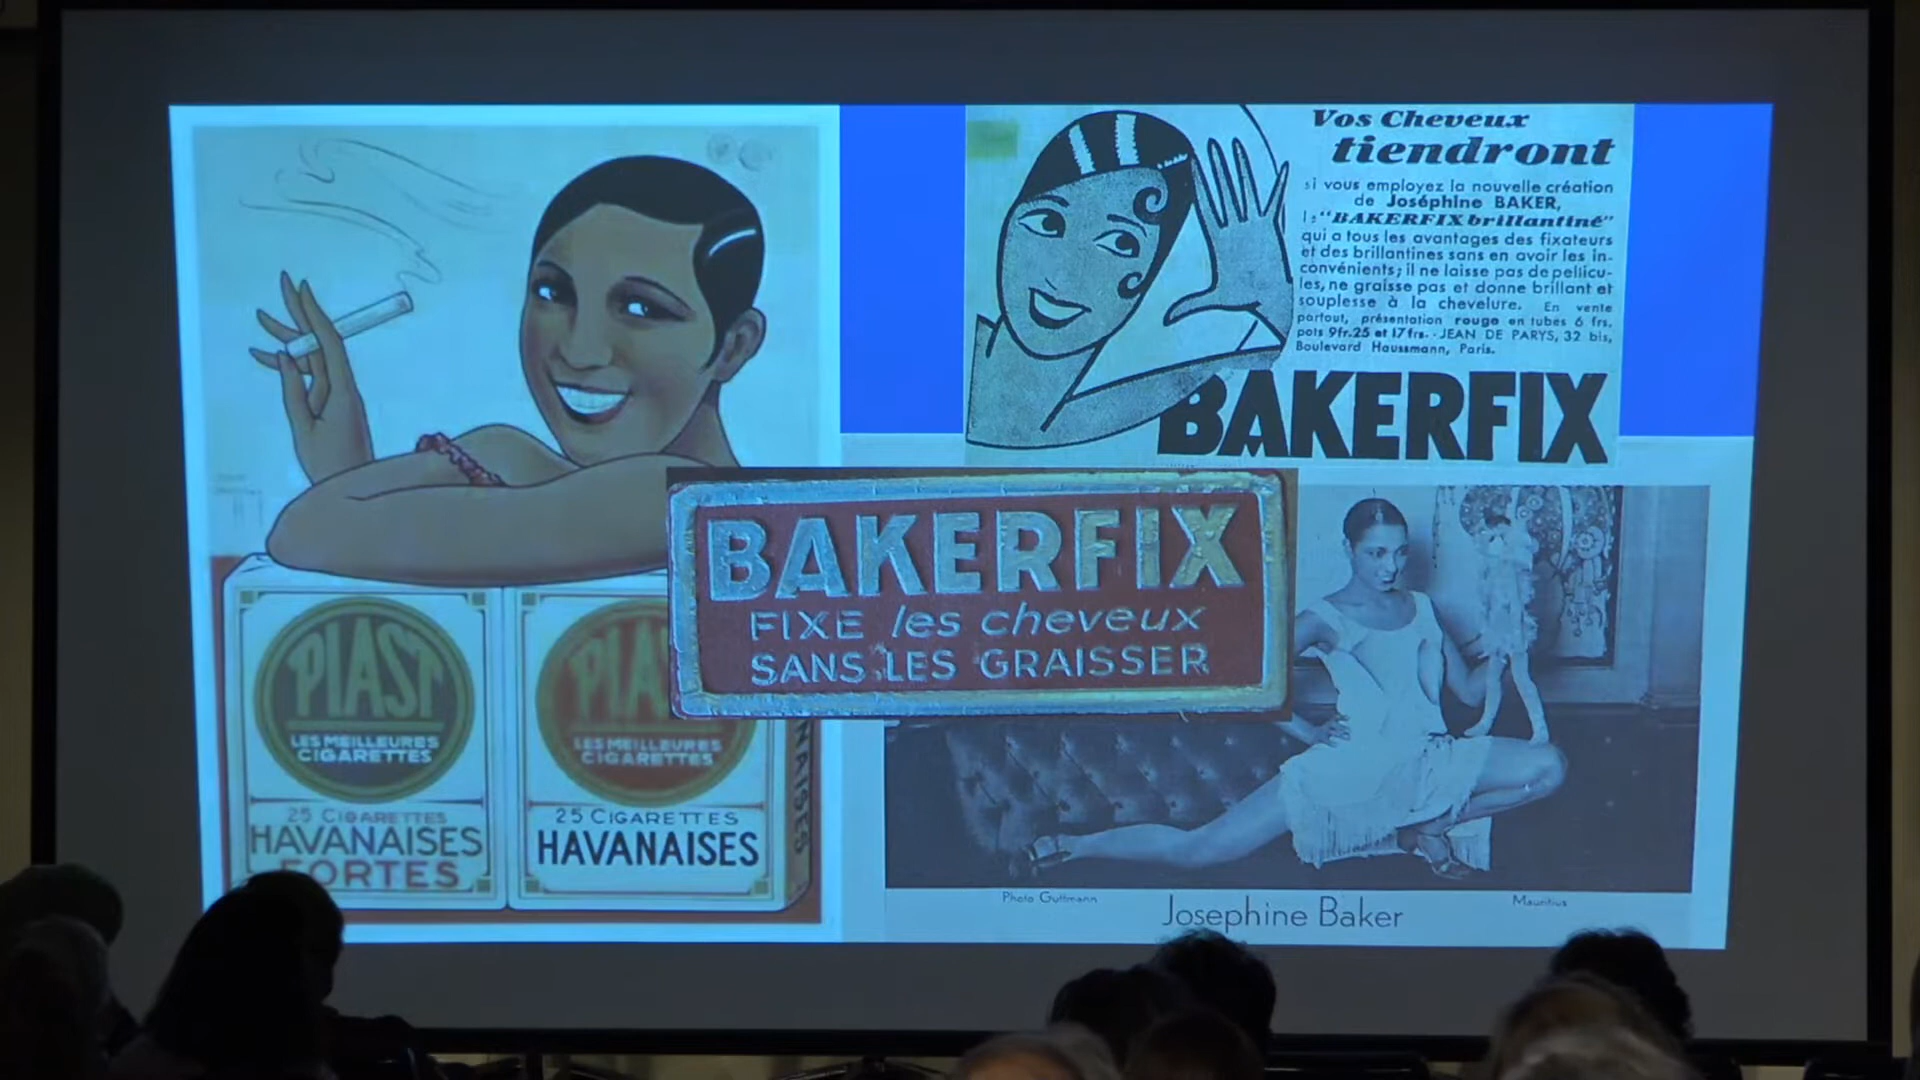 PIAST
LES MEILLEURES
CIGARETTES
25 CIGARETTES
HAVANAISES
FORTES
LES MEILLEURES
CIGARETTES
25 CIGARETTES
HAVANAISES
Vos Cheveux
tiendront
si vous employez la nouvelle création
de Joséphine BAKER,
"BAKERFIX brillantiné"
qui a tous les avantages des fixateurs
et des brillantines sans en avoir les in-
convénients; il ne laisse pas de pellicu-
les, ne graisse pas et donne brillant et
souplesse à la chevelure. En vente
partout, présentation rouge en tubes 6 frs.
pots 9fr.25 et 17frs. - JEAN DE PARYS, 32 bis,
Boulevard Haussmann, Paris.
BAKERFIX
BAKERFIX
FIXE les cheveux
SANS LES GRAISSER
Photo Guttmann
Mauritius
Josephine Baker